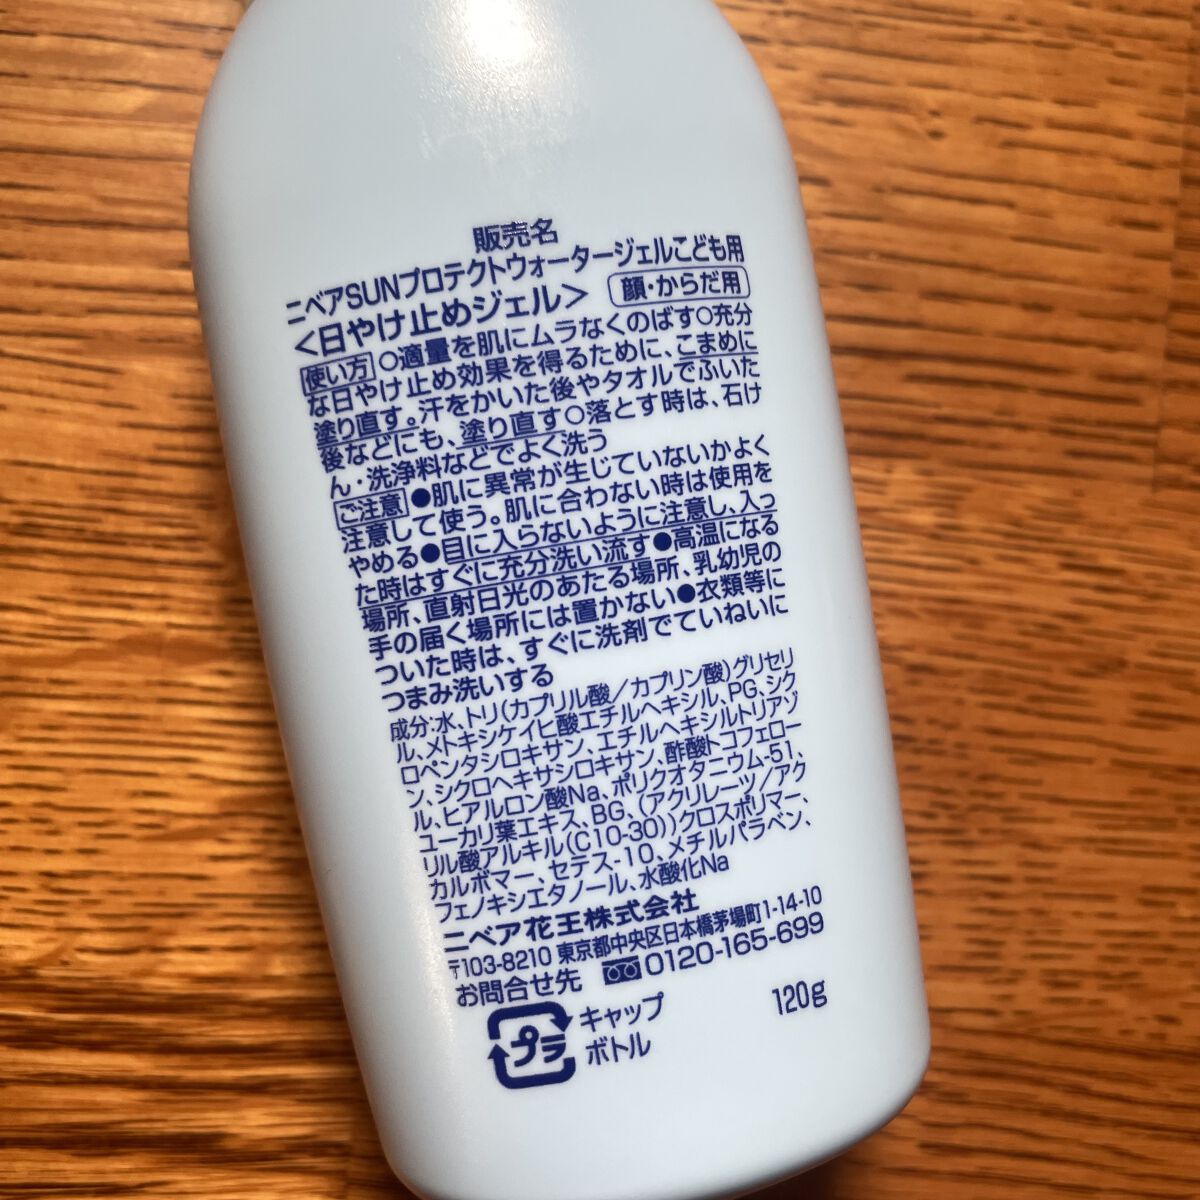 販売名
ニベアSUNプロテクトウォータージェルこども用
＜日やけ止めジェル＞ 顔・からだ用
使い方 ○適量を肌にムラなくのばす○充分
な日やけ止め効果を得るために、こまめに
塗り直す。汗をかいた後やタオルでふいた
後などにも、塗り直す○落とす時は、石け
ん・洗浄料などでよく洗う
ご注意 ●肌に異常が生じていないかよく
注意して使う。肌に合わない時は使用を
やめる●目に入らないように注意し、入っ
た時はすぐに充分洗い流す●高温になる
場所、直射日光のあたる場所、乳幼児の
手の届く場所には置かない●衣類等に
ついた時は、すぐに洗剤でていねいに
つまみ洗いする
成分:水、トリ(カプリル酸／カプリン酸)グリセリ
ル、メトキシケイヒ酸エチルヘキシル、PG、シク
ロペンタシロキサン、エチルヘキシルトリアゾ
ン、シクロヘキサシロキサン、酢酸トコフェロー
ル、ヒアルロン酸Na、ポリクオタニウム-51、
ユーカリ葉エキス、BG、(アクリレーツ/アク
リル酸アルキル(C10-30))クロスポリマー、
カルボマー、セテス-10、メチルパラベン、
フェノキシエタノール、水酸化Na
ニベア花王株式会社
〒103-8210 東京都中央区日本橋茅場町1-14-10
お問合せ先 0120-165-699
プラ キャップ
ボトル
120g